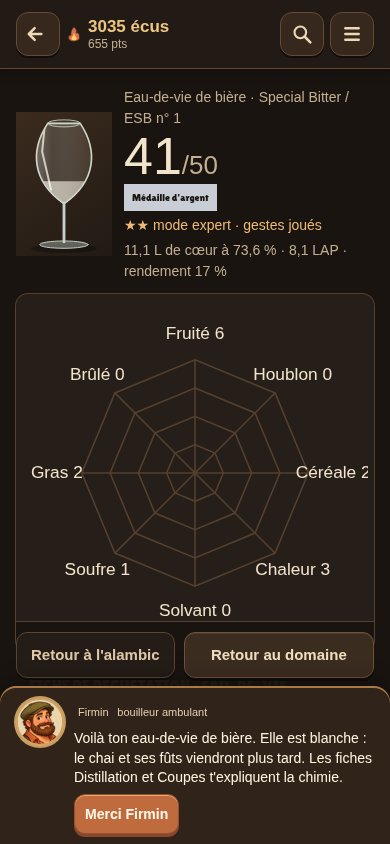 3035 écus
655 pts
Eau-de-vie de bière · Special Bitter /
ESB n° 1
41/50
Médaille d'argent
★★ mode expert · gestes joués
11,1 L de cœur à 73,6 % · 8,1 LAP ·
rendement 17 %
Fruité 6
Brûlé 0
Houblon 0
Gras 2
Céréale 2
Soufre 1
Chaleur 3
Solvant 0
Retour à l'alambic
Retour au domaine
Firmin bouilleur ambulant
Voilà ton eau-de-vie de bière. Elle est blanche :
le chai et ses fûts viendront plus tard. Les fiches
Distillation et Coupes t'expliquent la chimie.
Merci Firmin